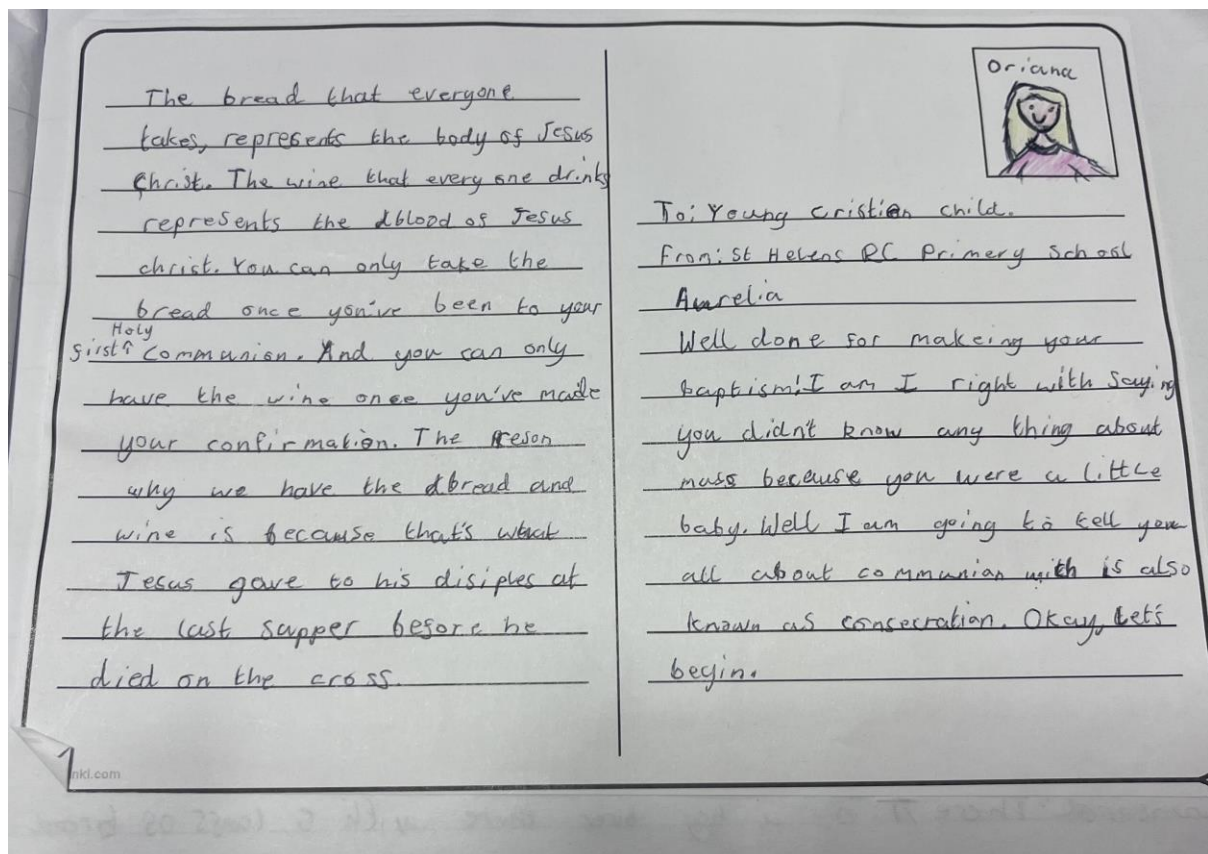 The bread that everyone
takes, represents the body of Jesus
Christ. The wine that every one drinks
represents the blood of Jesus
christ. You can only take the
bread once you've been to your
first Holy Communion. And you can only
have the wine once you've made
your confirmation. The reson
why we have the bread and
wine is because that's what
Jesus gave to his disiples at
the last supper before he
died on the cross.
nkl.com
Oriana
To: Young Cristian child.
From: St Helens RC Primary School
Aurelia
Well done for makeing your
baptism! I am I right with saying
you didn't know any thing about
mass because you were a little
baby. Well I am going to tell you
all about communian with is also
known as consecration. Okay, Let's
begin.